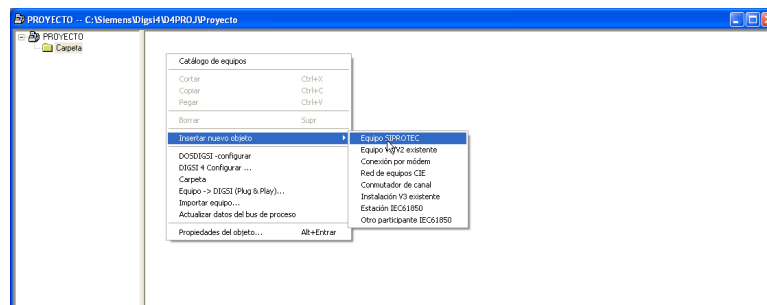 PROYECTO -- C:\Siemens\Digsi4\D4PROJ\Proyecto
PROYECTO
Carpeta
Catálogo de equipos
Cortar Ctrl+X
Copiar Ctrl+C
Pegar Ctrl+V
Borrar Supr
Insertar nuevo objeto
DOSDIGSI -configurar
DIGSI 4 Configurar ...
Carpeta
Equipo -> DIGSI (Plug & Play)...
Importar equipo...
Actualizar datos del bus de proceso
Propiedades del objeto... Alt+Entrar
Equipo SIPROTEC
Equipo V2 existente
Conexión por módem
Red de equipos CIE
Conmutador de canal
Instalación V3 existente
Estación IEC61850
Otro participante IEC61850